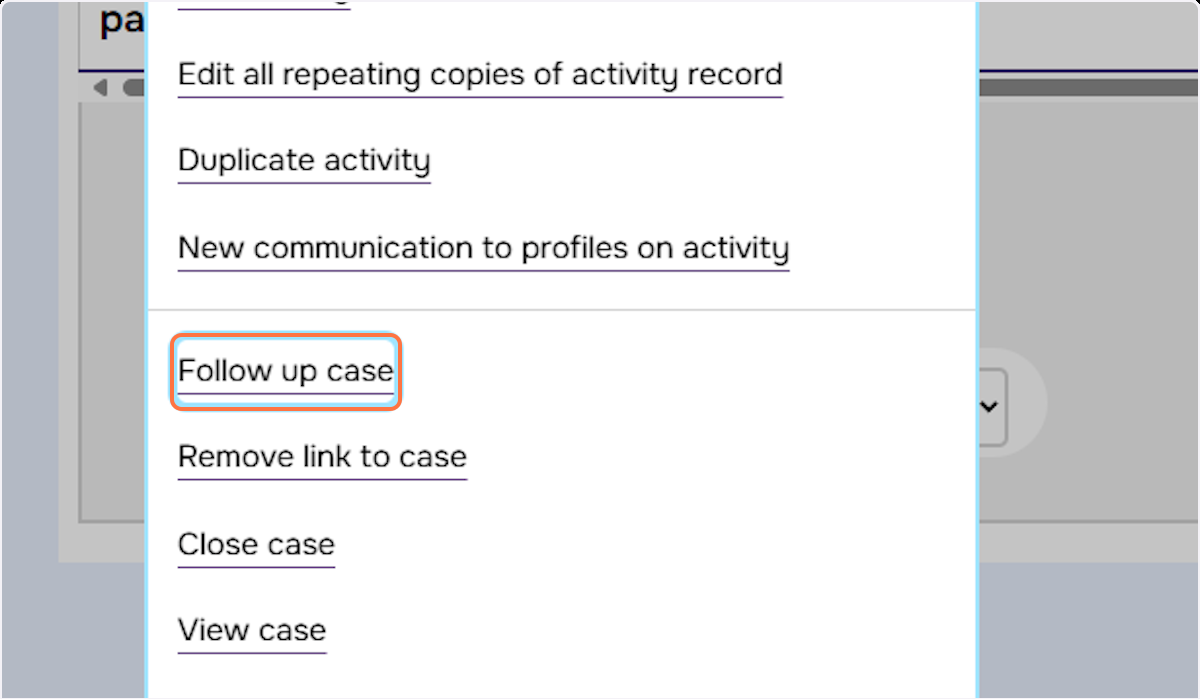 pa
Edit all repeating copies of activity record
Duplicate activity
New communication to profiles on activity
Follow up case
Remove link to case
Close case
View case